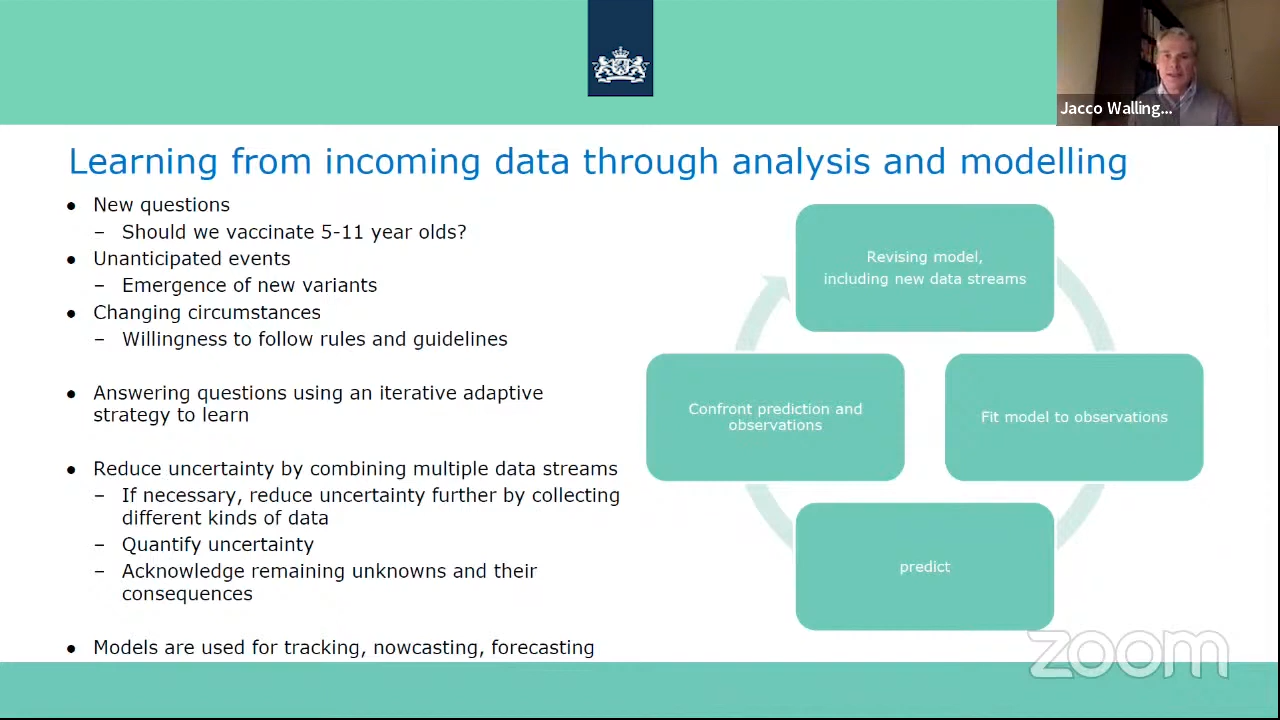 Jacco Walling...
Learning from incoming data through analysis and modelling
● New questions
– Should we vaccinate 5-11 year olds?
● Unanticipated events
– Emergence of new variants
● Changing circumstances
– Willingness to follow rules and guidelines
● Answering questions using an iterative adaptive
strategy to learn
● Reduce uncertainty by combining multiple data streams
– If necessary, reduce uncertainty further by collecting
different kinds of data
– Quantify uncertainty
– Acknowledge remaining unknowns and their
consequences
● Models are used for tracking, nowcasting, forecasting
Revising model,
including new data streams
Fit model to observations
predict
Confront prediction and
observations
zoom